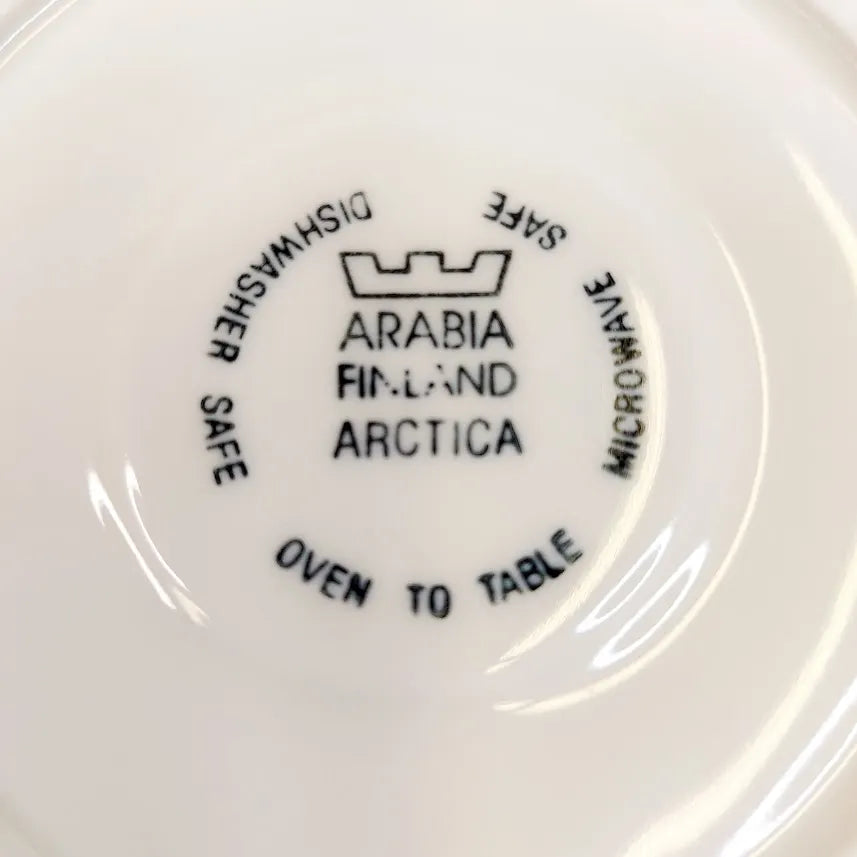 ARABIA
FINLAND
ARCTICA
DISHWASHER SAFE
OVEN TO TABLE
MICROWAVE SAFE